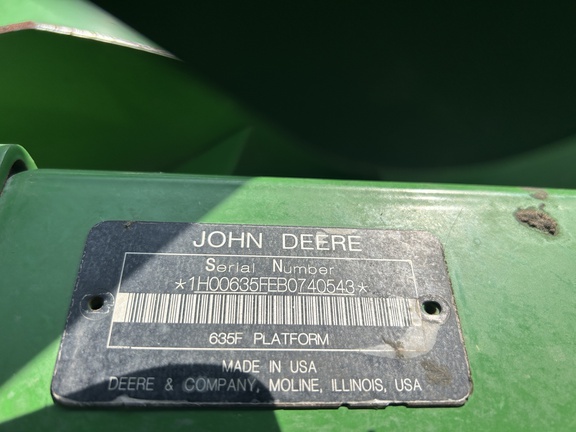 JOHN DEERE
Serial Number
*1H00635FEB0740543*
635F PLATFORM
MADE IN USA
DEERE & COMPANY, MOLINE, ILLINOIS, USA